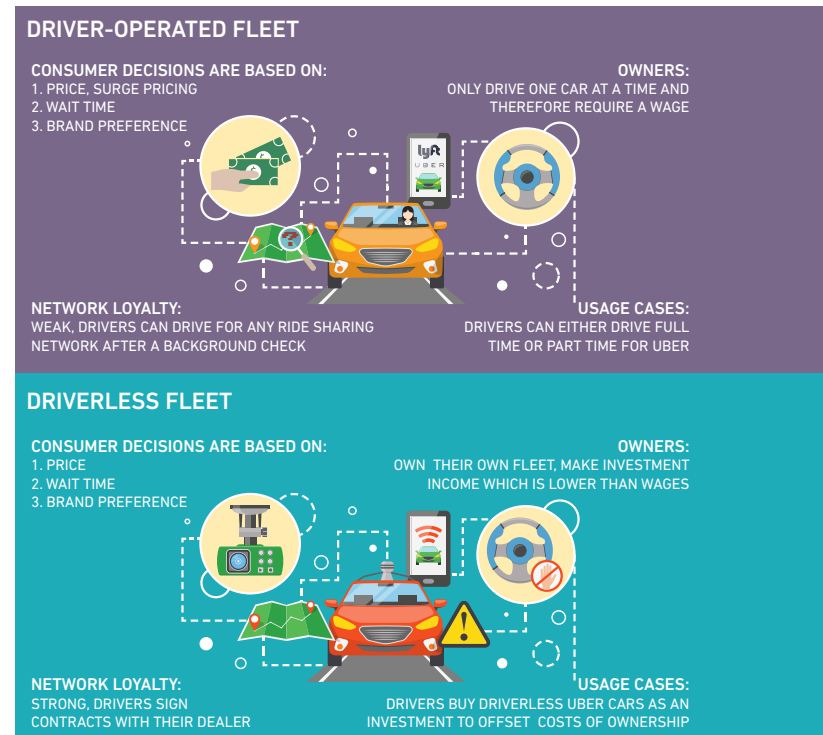 DRIVER-OPERATED FLEET
CONSUMER DECISIONS ARE BASED ON:
1. PRICE, SURGE PRICING
2. WAIT TIME
3. BRAND PREFERENCE
OWNERS:
ONLY DRIVE ONE CAR AT A TIME AND
THEREFORE REQUIRE A WAGE
lyft
UBER
?
NETWORK LOYALTY:
WEAK, DRIVERS CAN DRIVE FOR ANY RIDE SHARING
NETWORK AFTER A BACKGROUND CHECK
USAGE CASES:
DRIVERS CAN EITHER DRIVE FULL
TIME OR PART TIME FOR UBER
DRIVERLESS FLEET
CONSUMER DECISIONS ARE BASED ON:
1. PRICE
2. WAIT TIME
3. BRAND PREFERENCE
OWNERS:
OWN THEIR OWN FLEET, MAKE INVESTMENT
INCOME WHICH IS LOWER THAN WAGES
!
NETWORK LOYALTY:
STRONG, DRIVERS SIGN
CONTRACTS WITH THEIR DEALER
USAGE CASES:
DRIVERS BUY DRIVERLESS UBER CARS AS AN
INVESTMENT TO OFFSET COSTS OF OWNERSHIP